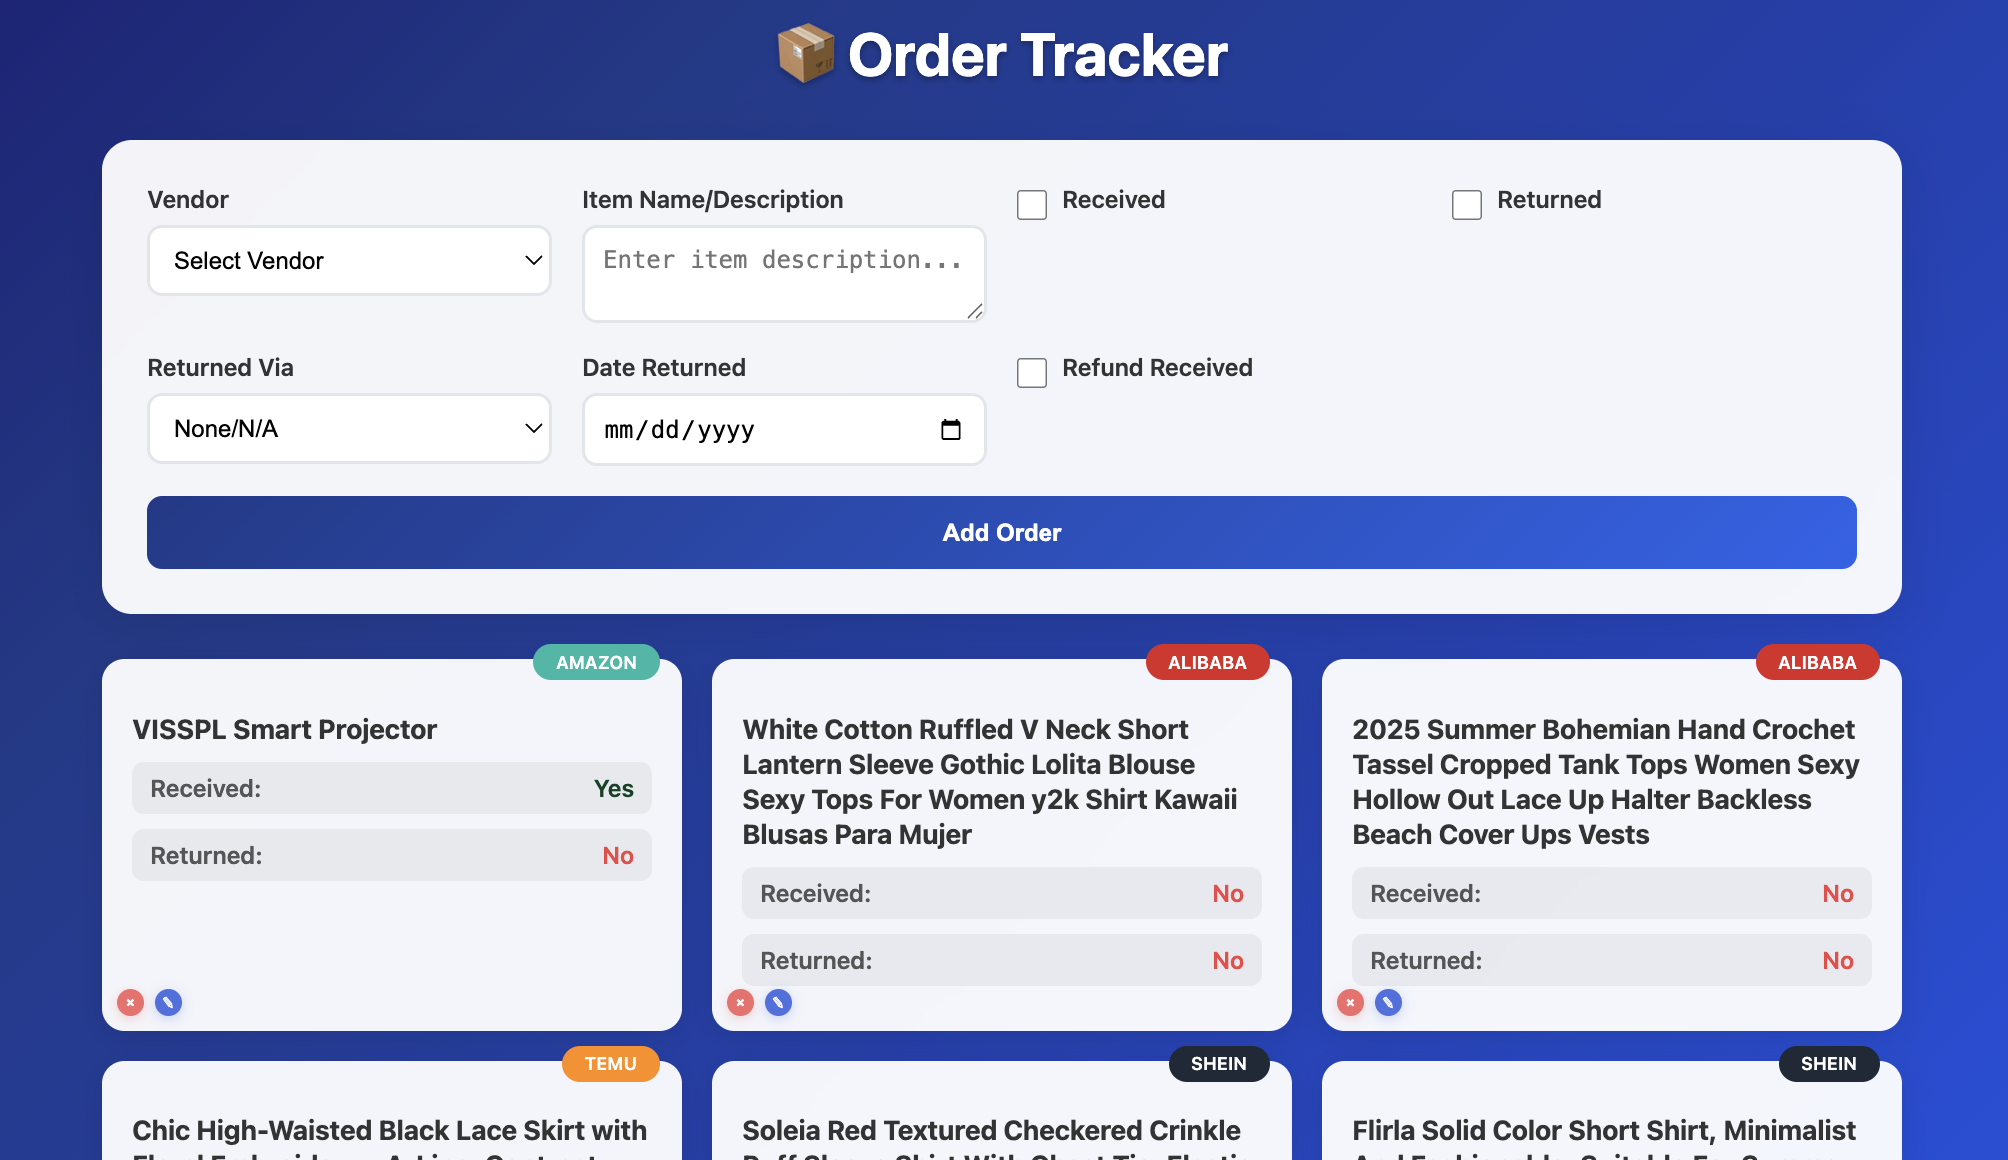 Order Tracker
Vendor
Item Name/Description
Received
Returned
Select Vendor
Enter item description...
Returned Via
Date Returned
Refund Received
None/N/A
mm/dd/yyyy
Add Order
AMAZON
VISSPL Smart Projector
Received: Yes
Returned: No
ALIBABA
White Cotton Ruffled V Neck Short
Lantern Sleeve Gothic Lolita Blouse
Sexy Tops For Women y2k Shirt Kawaii
Blusas Para Mujer
Received: No
Returned: No
ALIBABA
2025 Summer Bohemian Hand Crochet
Tassel Cropped Tank Tops Women Sexy
Hollow Out Lace Up Halter Backless
Beach Cover Ups Vests
Received: No
Returned: No
TEMU
Chic High-Waisted Black Lace Skirt with
SHEIN
Soleia Red Textured Checkered Crinkle
SHEIN
Flirla Solid Color Short Shirt, Minimalist